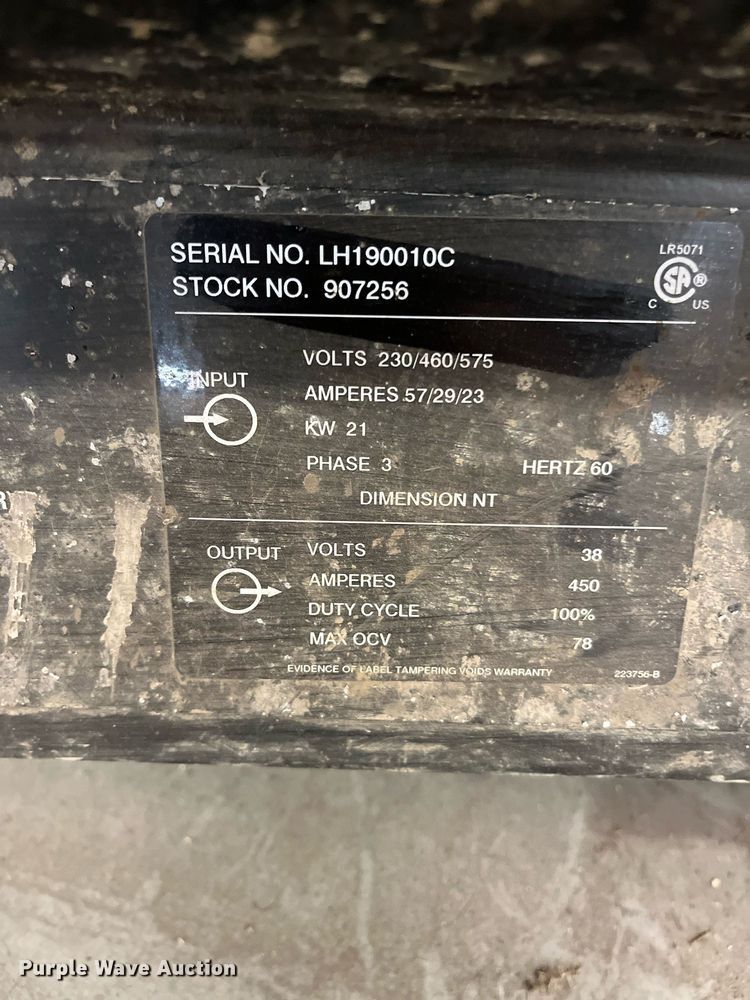 SERIAL NO. LH190010C
STOCK NO. 907256
LR5071
SA ®
C US
INPUT
VOLTS 230/460/575
AMPERES 57/29/23
KW 21
PHASE 3 HERTZ 60
DIMENSION NT
R
OUTPUT
VOLTS 38
AMPERES 450
DUTY CYCLE 100%
MAX OCV 78
EVIDENCE OF LABEL TAMPERING VOIDS WARRANTY 223756-B
Purple Wave Auction